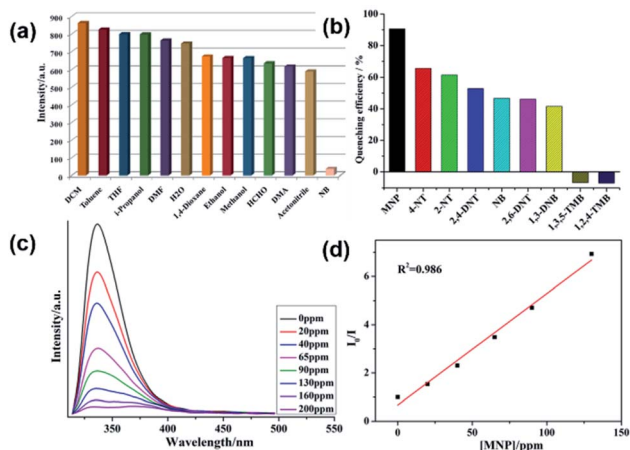 (a)
Intensity/a.u.
900
800
700
600
500
400
300
200
100
0
DCM
Toluene
THF
i-Propanol
DMF
H2O
1,4-Dioxane
Ethanol
Methanol
HCHO
DMA
Acetonitrile
NB
(b)
Quenching efficiency / %
100
80
60
40
20
0
MNP
4-NT
2-NT
2,4-DNT
NB
2,6-DNT
1,3-DNB
1,3,5-TMB
1,2,4-TMB
(c)
Intensity/a.u.
0ppm
20ppm
40ppm
65ppm
90ppm
130ppm
160ppm
200ppm
350 400 450 500 550
Wavelength/nm
(d)
R²=0.986
I₀/I
6
4
2
0
0 50 100 150
[MNP]/ppm